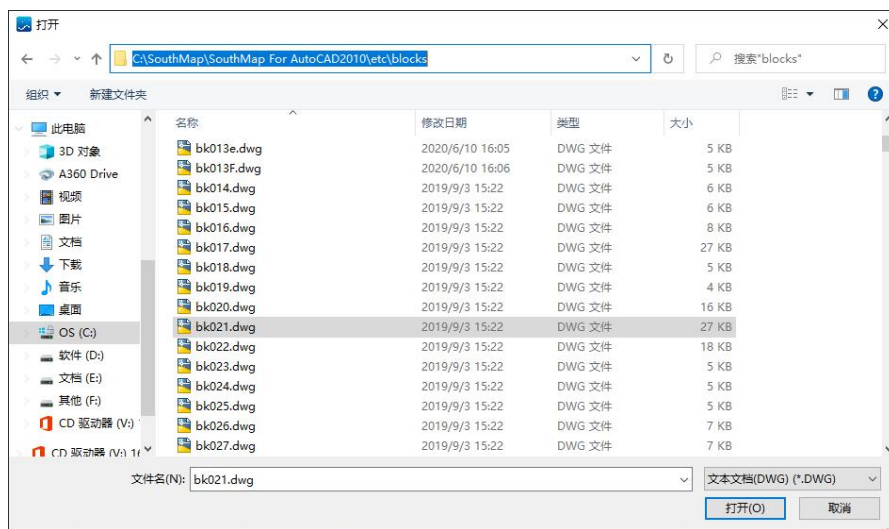 打开
C:\SouthMap\SouthMap For AutoCAD2010\etc\blocks
搜索"blocks"
组织 新建文件夹
名称 修改日期 类型 大小
此电脑
3D 对象
A360 Drive
视频
图片
文档
下载
音乐
桌面
OS (C:)
软件 (D:)
文档 (E:)
其他 (F:)
CD 驱动器 (V:)
CD 驱动器 (V:) 16
bk013e.dwg 2020/6/10 16:05 DWG 文件 5 KB
bk013F.dwg 2020/6/10 16:06 DWG 文件 5 KB
bk014.dwg 2019/9/3 15:22 DWG 文件 6 KB
bk015.dwg 2019/9/3 15:22 DWG 文件 6 KB
bk016.dwg 2019/9/3 15:22 DWG 文件 8 KB
bk017.dwg 2019/9/3 15:22 DWG 文件 27 KB
bk018.dwg 2019/9/3 15:22 DWG 文件 5 KB
bk019.dwg 2019/9/3 15:22 DWG 文件 4 KB
bk020.dwg 2019/9/3 15:22 DWG 文件 16 KB
bk021.dwg 2019/9/3 15:22 DWG 文件 27 KB
bk022.dwg 2019/9/3 15:22 DWG 文件 18 KB
bk023.dwg 2019/9/3 15:22 DWG 文件 5 KB
bk024.dwg 2019/9/3 15:22 DWG 文件 5 KB
bk025.dwg 2019/9/3 15:22 DWG 文件 5 KB
bk026.dwg 2019/9/3 15:22 DWG 文件 7 KB
bk027.dwg 2019/9/3 15:22 DWG 文件 7 KB
文件名(N): bk021.dwg 文本文档(DWG) (*.DWG)
打开(O) 取消